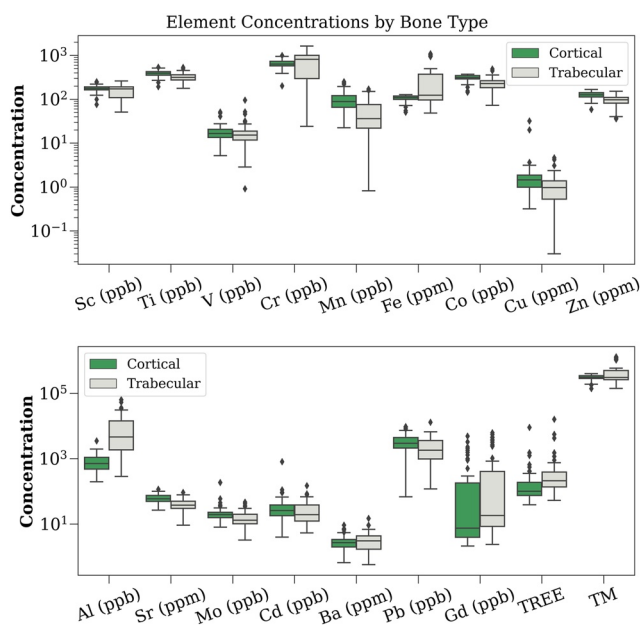 Element Concentrations by Bone Type
Concentration
10³
10²
10¹
10⁰
10⁻¹
Cortical
Trabecular
Sc (ppb) Ti (ppb) V (ppb) Cr (ppb) Mn (ppb) Fe (ppm) Co (ppb) Cu (ppm) Zn (ppm)
Concentration
10⁵
10³
10¹
Cortical
Trabecular
Al (ppb) Sr (ppm) Mo (ppb) Cd (ppb) Ba (ppm) Pb (ppb) Gd (ppb) TREE TM